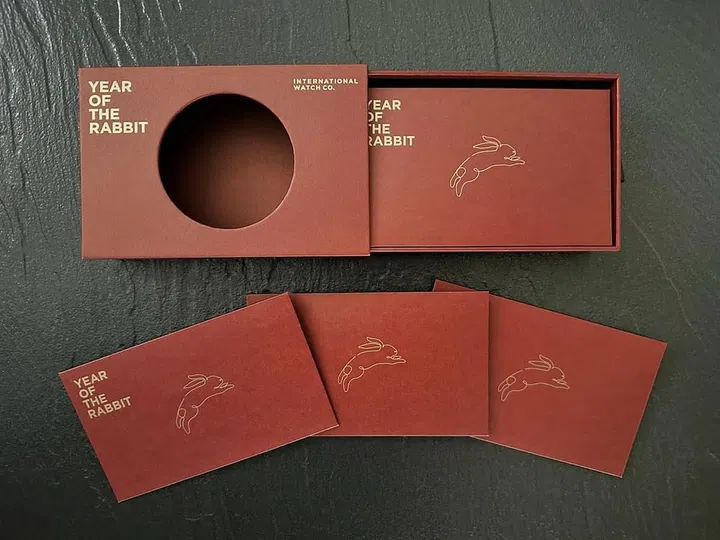 YEAR
OF
THE
RABBIT
INTERNATIONAL
WATCH CO.
YEAR
OF
THE
RABBIT
YEAR
OF
THE
RABBIT